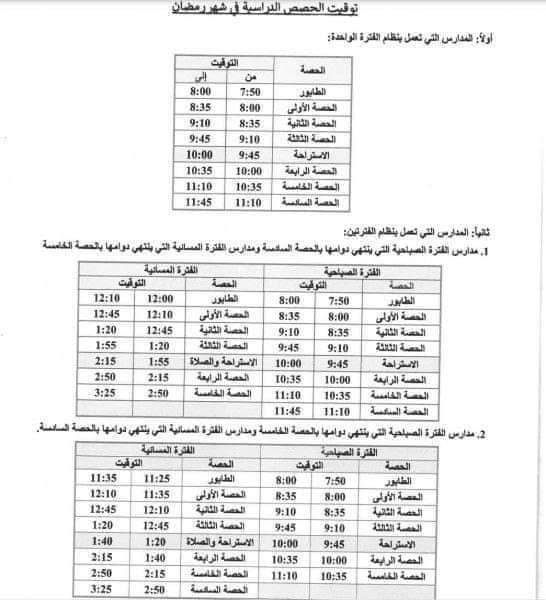 توقيت الحصص الدراسية في شهر رمضان
أولاً: المدارس التي تعمل بنظام الفترة الواحدة:
الحصة التوقيت
من إلى
الطابور 7:50 8:00
الحصة الأولى 8:00 8:35
الحصة الثانية 8:35 9:10
الحصة الثالثة 9:10 9:45
الاستراحة 9:45 10:00
الحصة الرابعة 10:00 10:35
الحصة الخامسة 10:35 11:10
الحصة السادسة 11:10 11:45
ثانياً: المدارس التي تعمل بنظام الفترتين:
1. مدارس الفترة الصباحية التي ينتهي دوامها بالحصة السادسة ومدارس الفترة المسائية التي ينتهي دوامها بالحصة الخامسة
الفترة الصباحية الفترة المسائية
الحصة التوقيت الحصة التوقيت
الطابور 7:50 8:00 الطابور 12:00 12:10
الحصة الأولى 8:00 8:35 الحصة الأولى 12:10 12:45
الحصة الثانية 8:35 9:10 الحصة الثانية 12:45 1:20
الحصة الثالثة 9:10 9:45 الحصة الثالثة 1:20 1:55
الاستراحة 9:45 10:00 الاستراحة والصلاة 1:55 2:15
الحصة الرابعة 10:00 10:35 الحصة الرابعة 2:15 2:50
الحصة الخامسة 10:35 11:10 الحصة الخامسة 2:50 3:25
الحصة السادسة 11:10 11:45
2. مدارس الفترة الصباحية التي ينتهي دوامها بالحصة الخامسة ومدارس الفترة المسائية التي ينتهي دوامها بالحصة السادسة.
الفترة الصباحية الفترة المسائية
الحصة التوقيت الحصة التوقيت
الطابور 7:50 8:00 الطابور 11:25 11:35
الحصة الأولى 8:00 8:35 الحصة الأولى 11:35 12:10
الحصة الثانية 8:35 9:10 الحصة الثانية 12:10 12:45
الحصة الثالثة 9:10 9:45 الحصة الثالثة 12:45 1:20
الاستراحة 9:45 10:00 الاستراحة والصلاة 1:20 1:40
الحصة الرابعة 10:00 10:35 الحصة الرابعة 1:40 2:15
الحصة الخامسة 10:35 11:10 الحصة الخامسة 2:15 2:50
الحصة السادسة 2:50 3:25